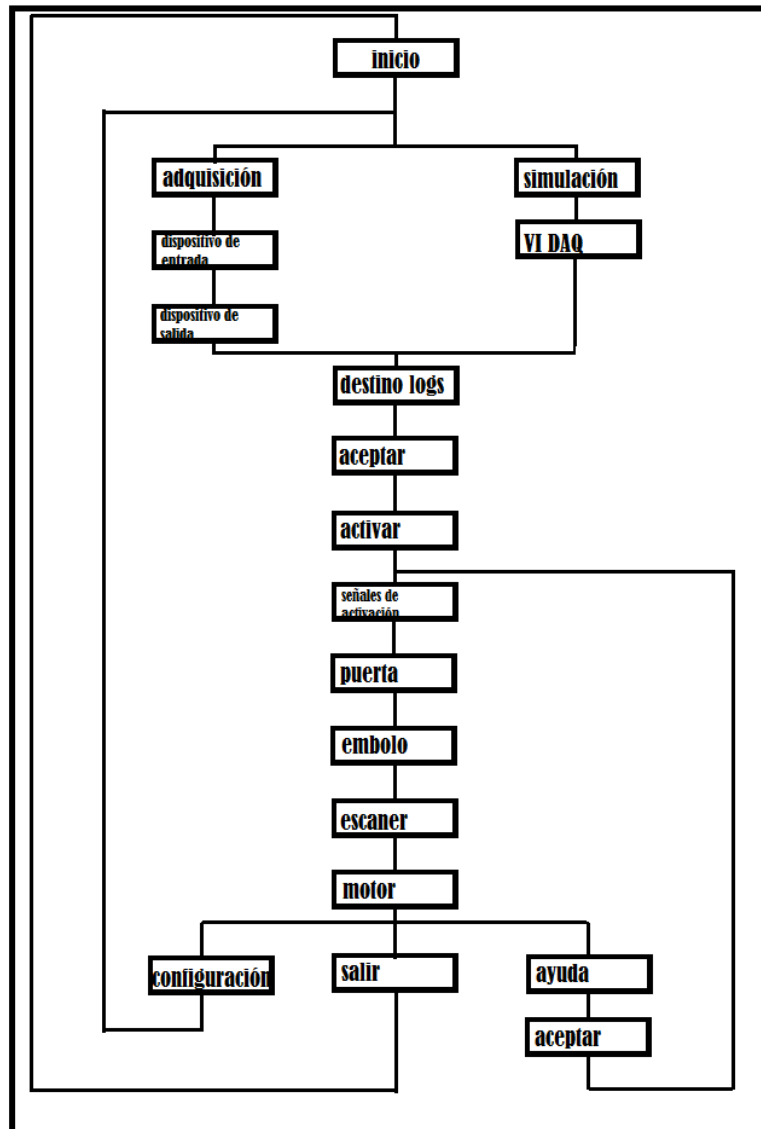 inicio
adquisición
simulación
dispositivo de
entrada
VI DAQ
dispositivo de
salida
destino logs
aceptar
activar
señales de
activación
puerta
embolo
escaner
motor
configuración
salir
ayuda
aceptar